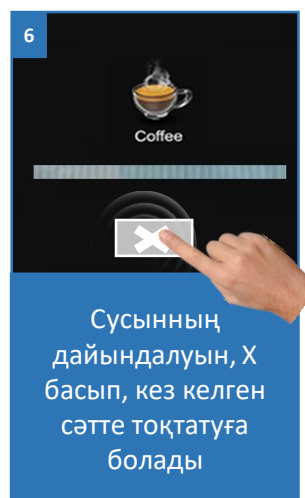 6
Coffee
Сусынның
дайындалуын, X
басып, кез келген
сәтте тоқтатуға
болады